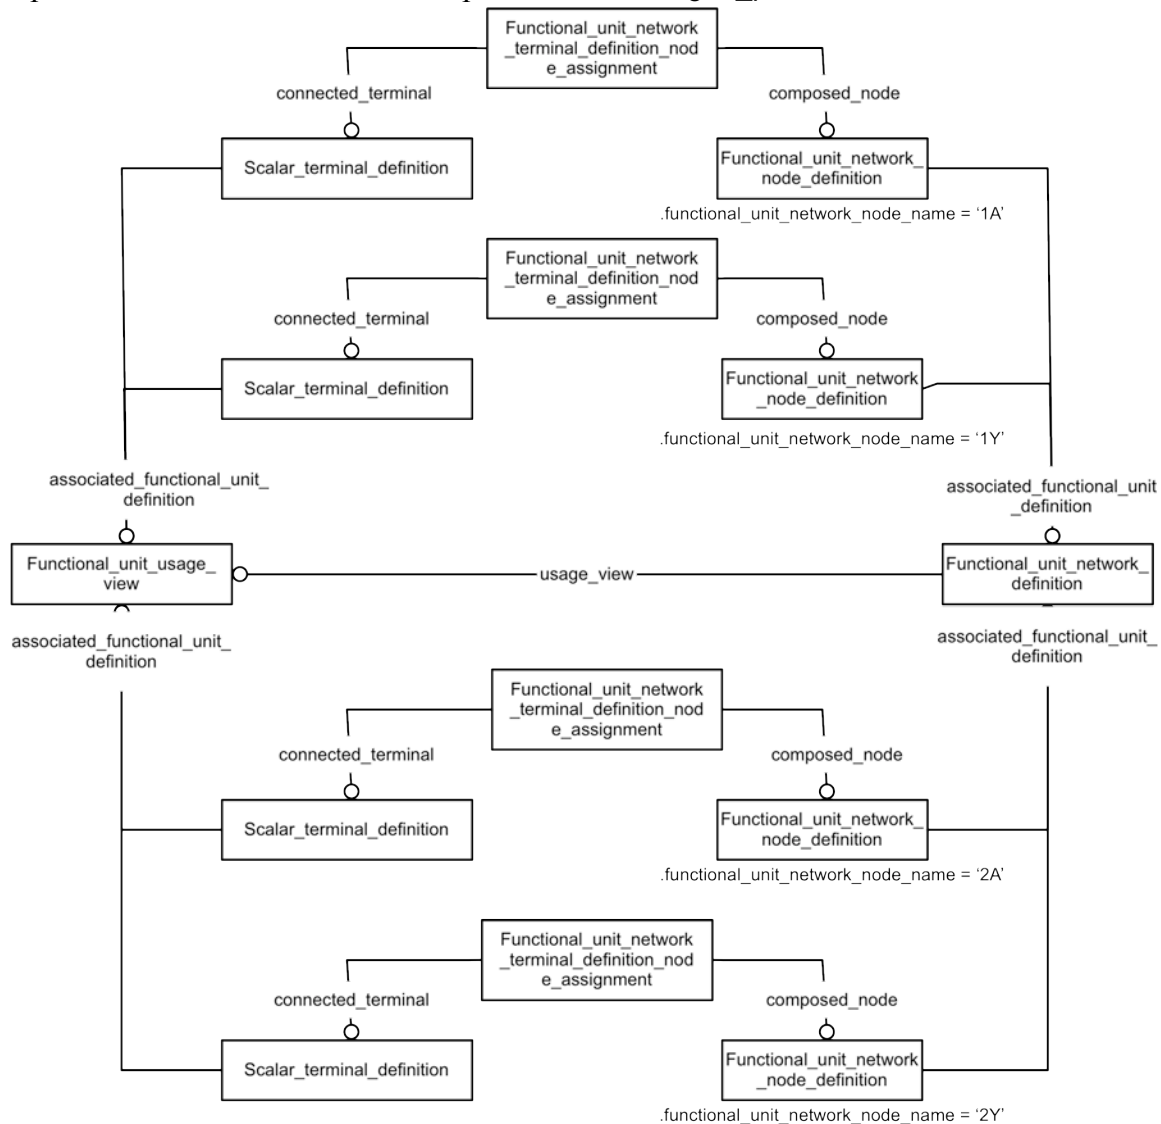 Functional_unit_network
_terminal_definition_nod
e_assignment
connected_terminal
composed_node
Scalar_terminal_definition
Functional_unit_network_
node_definition
.functional_unit_network_node_name = ‘1A’
Functional_unit_network
_terminal_definition_nod
e_assignment
connected_terminal
composed_node
Scalar_terminal_definition
Functional_unit_network
_node_definition
.functional_unit_network_node_name = ‘1Y’
associated_functional_unit_
definition
associated_functional_unit
_definition
Functional_unit_usage_
view
usage_view
Functional_unit_network_
definition
associated_functional_unit_
definition
associated_functional_unit_
definition
Functional_unit_network
_terminal_definition_nod
e_assignment
connected_terminal
composed_node
Scalar_terminal_definition
Functional_unit_network_
node_definition
.functional_unit_network_node_name = ‘2A’
Functional_unit_network
_terminal_definition_nod
e_assignment
connected_terminal
composed_node
Scalar_terminal_definition
Functional_unit_network
_node_definition
.functional_unit_network_node_name = ‘2Y’